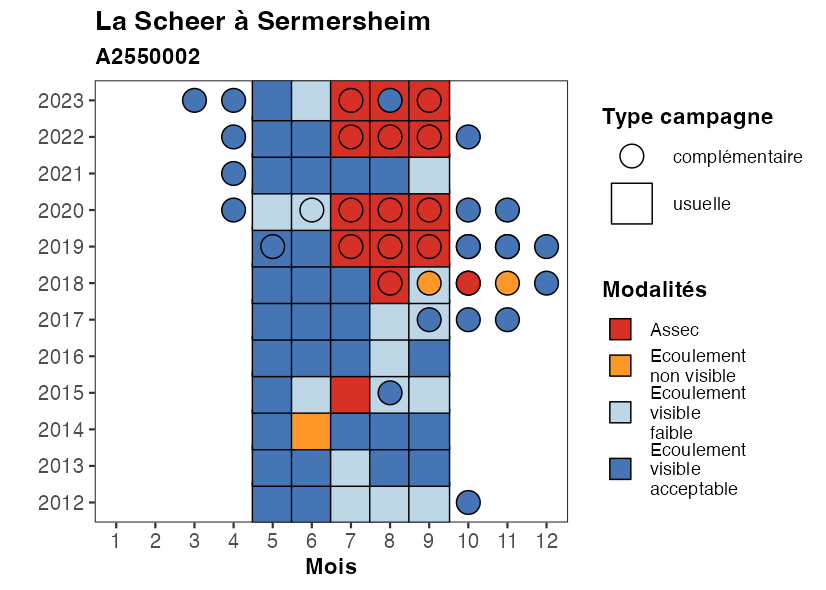 La Scheer à Sermersheim
A2550002
2023
2022
2021
2020
2019
2018
2017
2016
2015
2014
2013
2012
1 2 3 4 5 6 7 8 9 10 11 12
Mois
Type campagne
complémentaire
usuelle
Modalités
Assec
Ecoulement
non visible
Ecoulement
visible
faible
Ecoulement
visible
acceptable